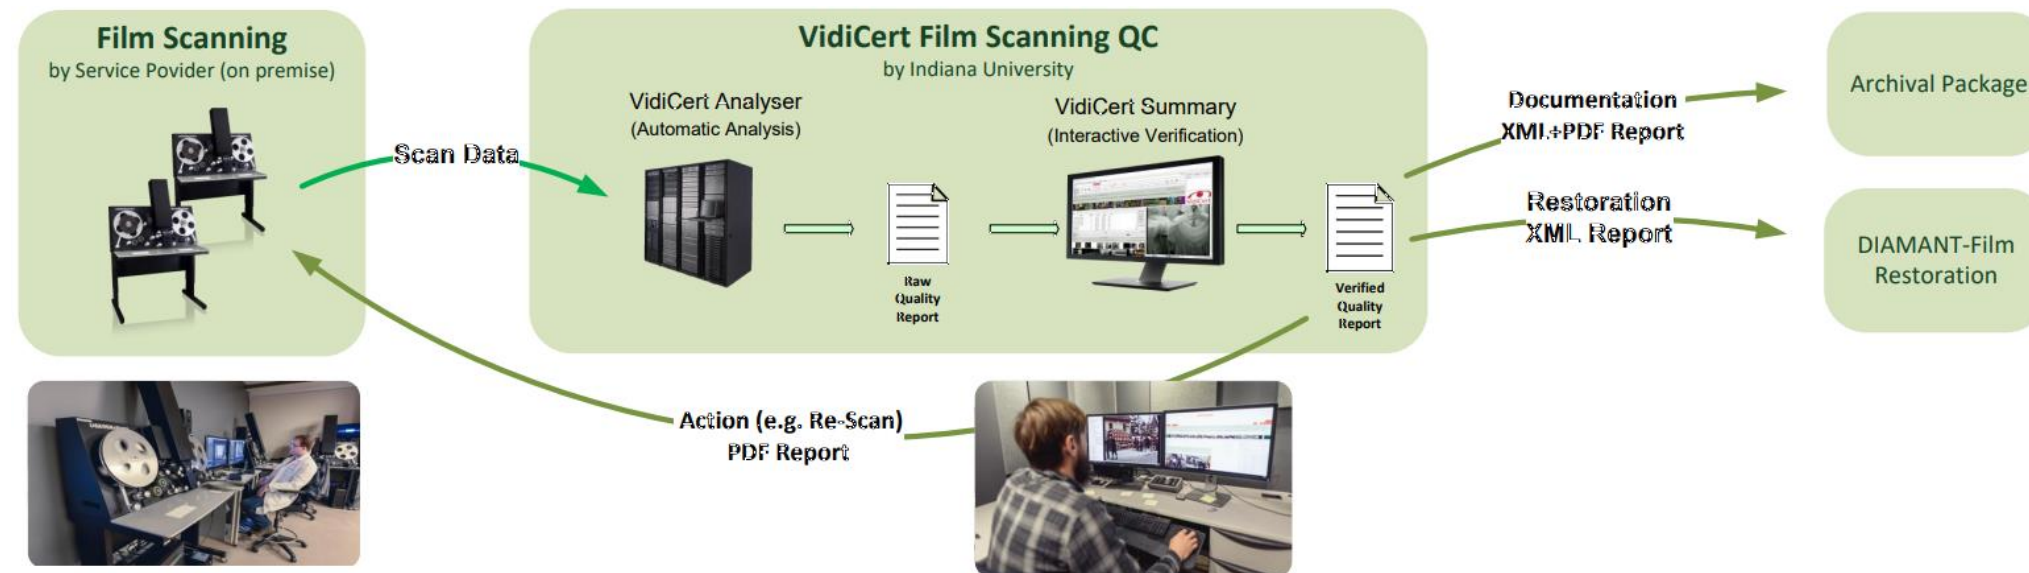 Film Scanning
by Service Povider (on premise)
Scan Data
VidiCert Film Scanning QC
by Indiana University
VidiCert Analyser
(Automatic Analysis)
Raw
Quality
Report
VidiCert Summary
(Interactive Verification)
Verified
Quality
Report
Documentation
XML+PDF Report
Archival Package
Restoration
XML Report
DIAMANT-Film
Restoration
Action (e.g. Re-Scan)
PDF Report